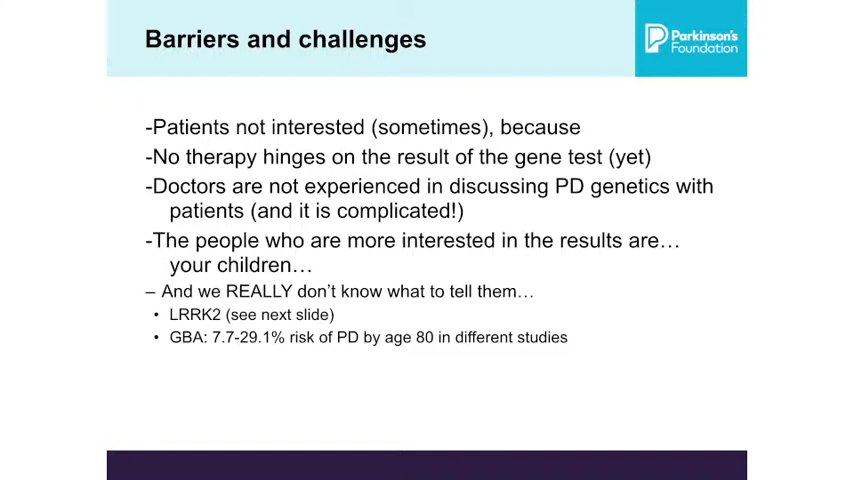 Barriers and challenges
Parkinson's
Foundation
-Patients not interested (sometimes), because
-No therapy hinges on the result of the gene test (yet)
-Doctors are not experienced in discussing PD genetics with
patients (and it is complicated!)
-The people who are more interested in the results are…
your children…
– And we REALLY don't know what to tell them…
• LRRK2 (see next slide)
• GBA: 7.7-29.1% risk of PD by age 80 in different studies